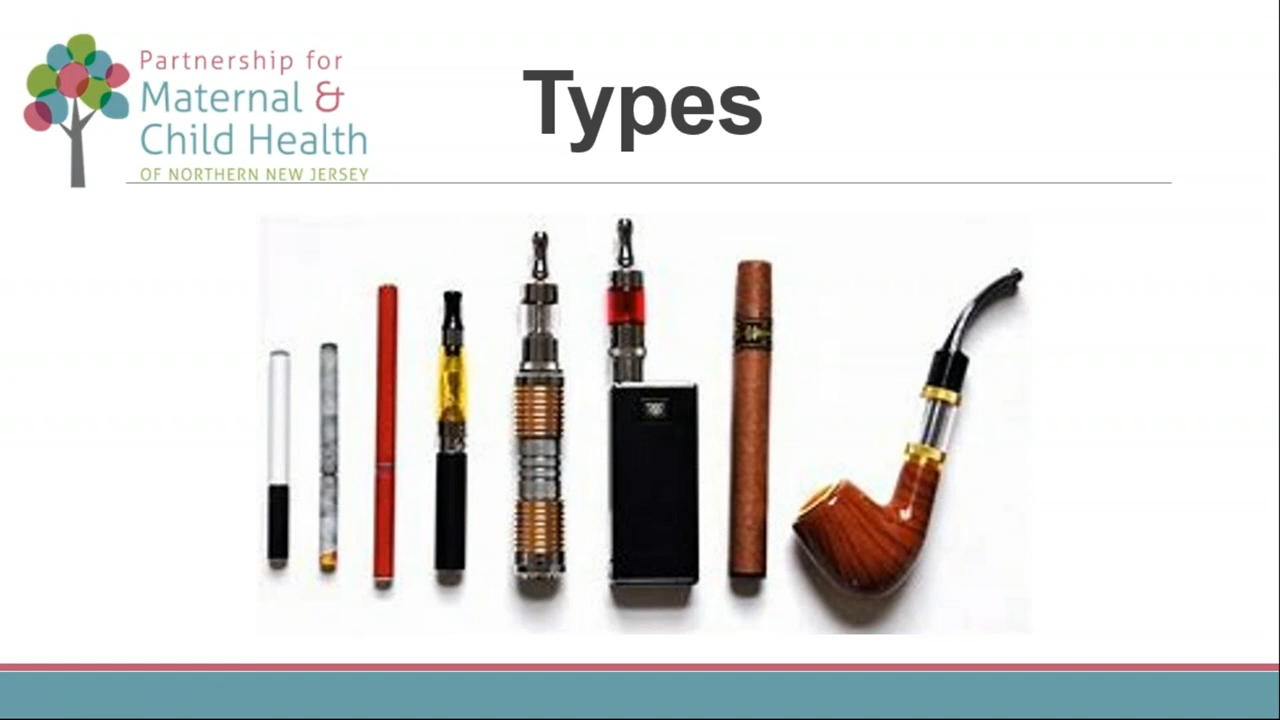 Partnership for
Maternal &
Child Health
OF NORTHERN NEW JERSEY
Types